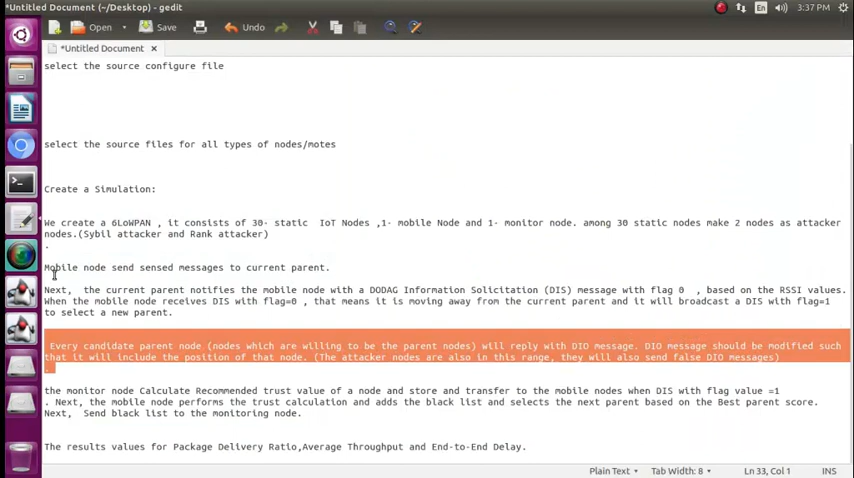 *Untitled Document (~/Desktop) - gedit
En
3:37 PM
Open
Save
Undo
*Untitled Document ×
select the source configure file
select the source files for all types of nodes/motes
Create a Simulation:
We create a 6LoWPAN , it consists of 30- static IoT Nodes ,1- mobile Node and 1- monitor node. among 30 static nodes make 2 nodes as attacker
nodes.(Sybil attacker and Rank attacker)
.
Mobile node send sensed messages to current parent.
Next, the current parent notifies the mobile node with a DODAG Information Solicitation (DIS) message with flag 0 , based on the RSSI values.
When the mobile node receives DIS with flag=0 , that means it is moving away from the current parent and it will broadcast a DIS with flag=1
to select a new parent.
Every candidate parent node (nodes which are willing to be the parent nodes) will reply with DIO message. DIO message should be modified such
that it will include the position of that node. (The attacker nodes are also in this range, they will also send false DIO messages)
.
the monitor node Calculate Recommended trust value of a node and store and transfer to the mobile nodes when DIS with flag value =1
. Next, the mobile node performs the trust calculation and adds the black list and selects the next parent based on the Best parent score.
Next, Send black list to the monitoring node.
The results values for Package Delivery Ratio,Average Throughput and End-to-End Delay.
Plain Text
Tab Width: 8
Ln 33, Col 1
INS